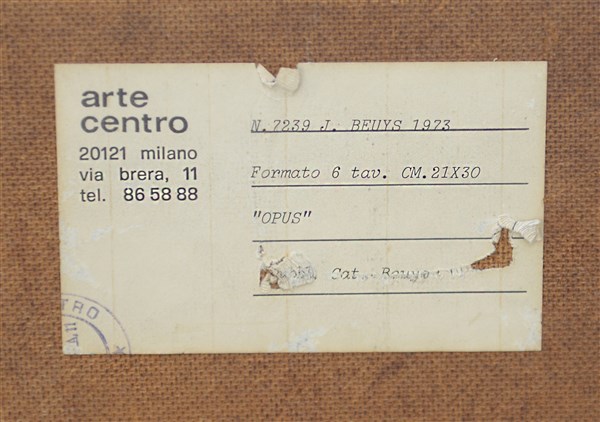 arte
centro
20121 milano
via brera, 11
tel. 86 58 88
N.7239 J. BEUYS 1973
Formato 6 tav. CM.21X30
"OPUS"
Cat.
TRO